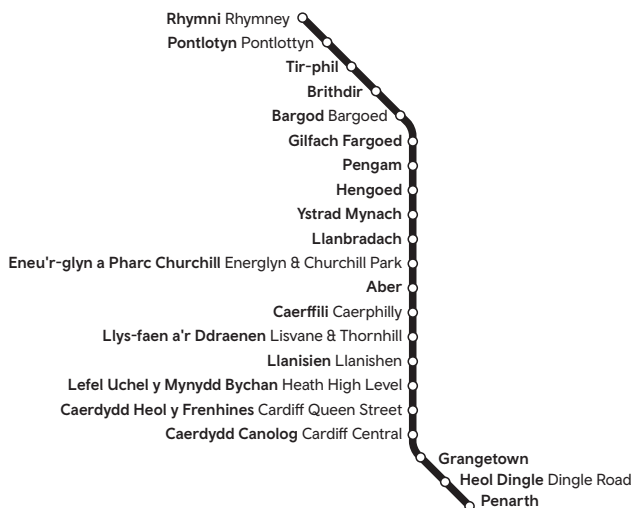 Rhymni Rhymney
Pontlotyn Pontlottyn
Tir-phil
Brithdir
Bargod Bargoed
Gilfach Fargoed
Pengam
Hengoed
Ystrad Mynach
Llanbradach
Eneu'r-glyn a Pharc Churchill Energlyn & Churchill Park
Aber
Caerffili Caerphilly
Llys-faen a'r Ddraenen Lisvane & Thornhill
Llanisien Llanishen
Lefel Uchel y Mynydd Bychan Heath High Level
Caerdydd Heol y Frenhines Cardiff Queen Street
Caerdydd Canolog Cardiff Central
Grangetown
Heol Dingle Dingle Road
Penarth